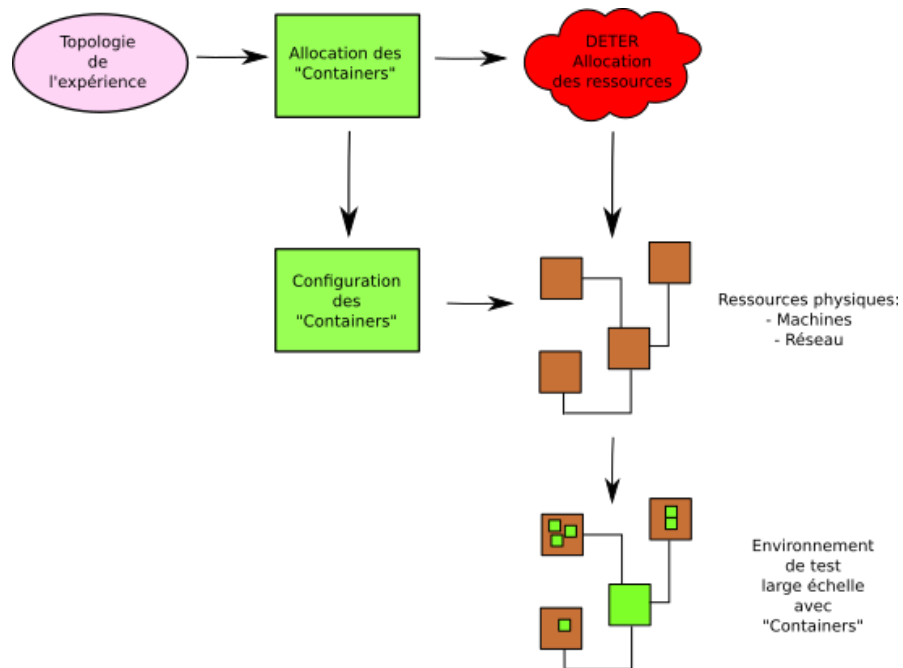 Topologie
de
l'expérience
Allocation des
"Containers"
DETER
Allocation
des ressources
Configuration
des
"Containers"
Ressources physiques:
- Machines
- Réseau
Environnement
de test
large échelle
avec
"Containers"